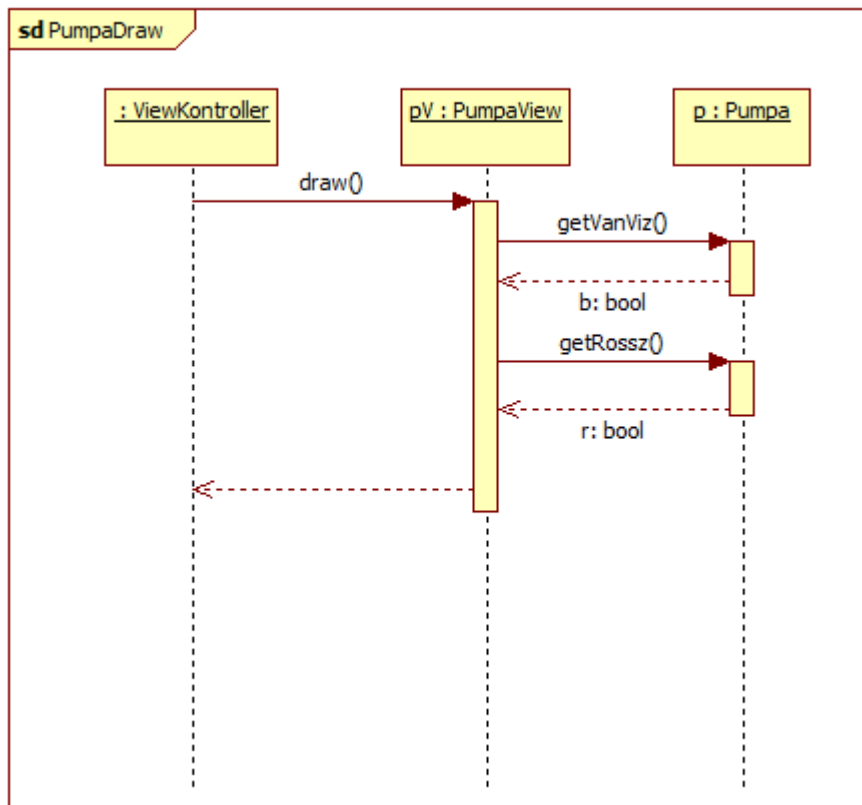 sd PumpaDraw
: ViewKontroller
pV : PumpaView
p : Pumpa
draw()
getVanViz()
b: bool
getRossz()
r: bool